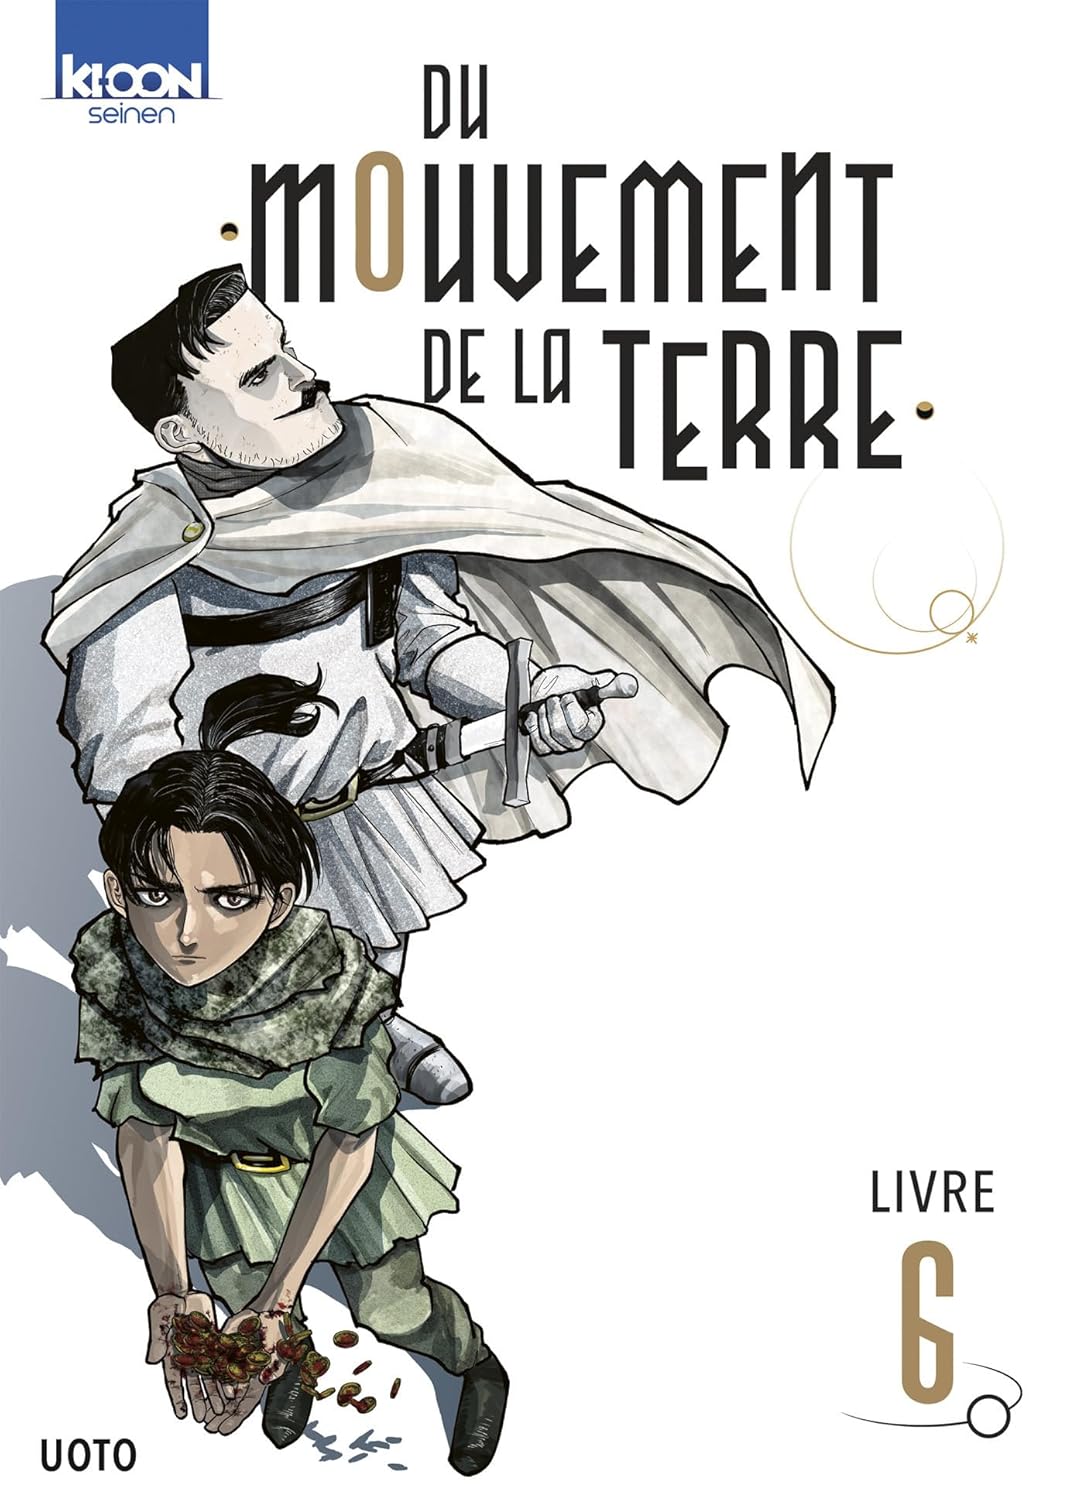 KI-OON
seinen
DU
MOUVEMENT
DE LA TERRE
LIVRE
6
UOTO